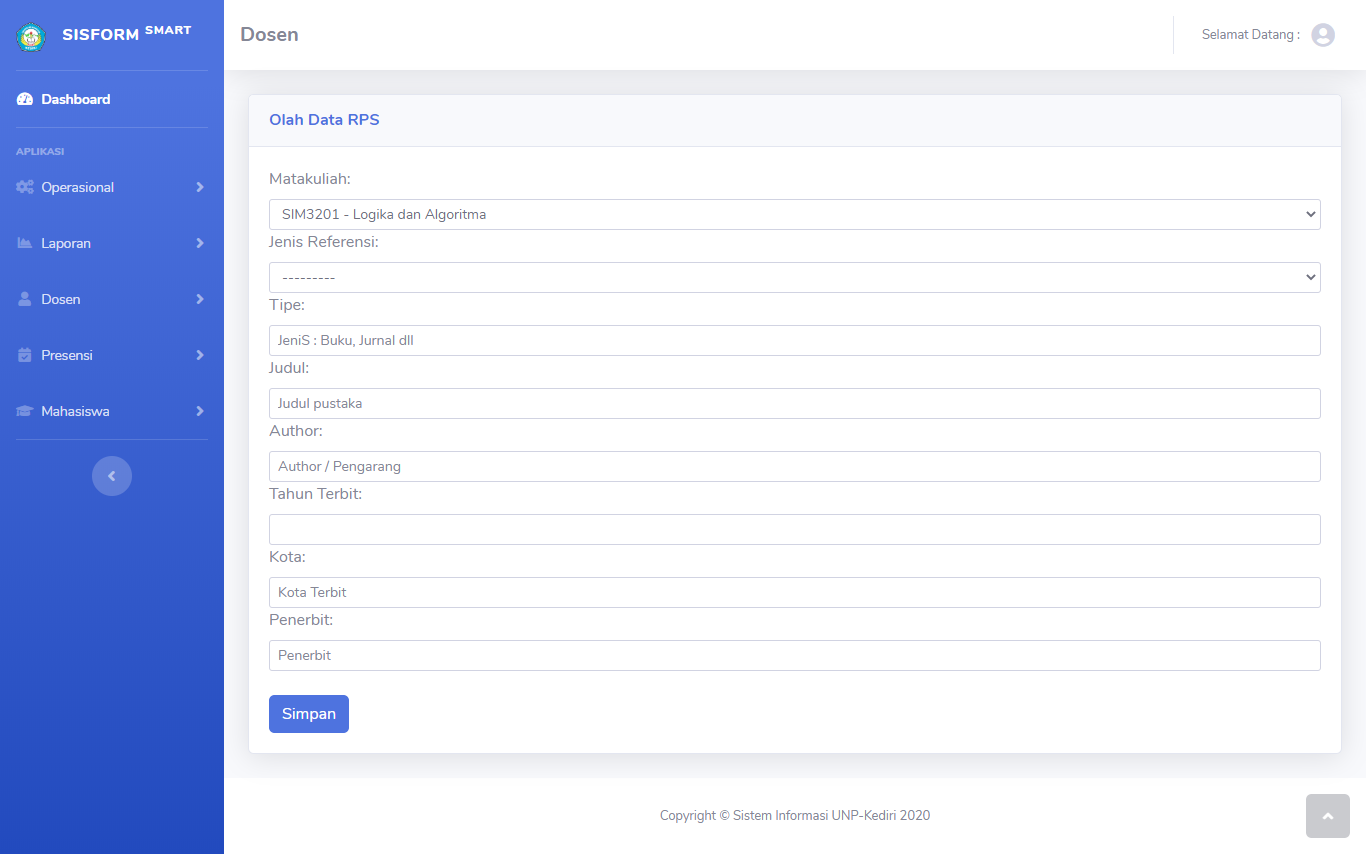 SISFORM SMART
Dosen
Selamat Datang :
Dashboard
APLIKASI
Operasional
Laporan
Dosen
Presensi
Mahasiswa
Olah Data RPS
Matakuliah:
SIM3201 - Logika dan Algoritma
Jenis Referensi:
---------
Tipe:
JeniS : Buku, Jurnal dll
Judul:
Judul pustaka
Author:
Author / Pengarang
Tahun Terbit:
Kota:
Kota Terbit
Penerbit:
Penerbit
Simpan
Copyright © Sistem Informasi UNP-Kediri 2020